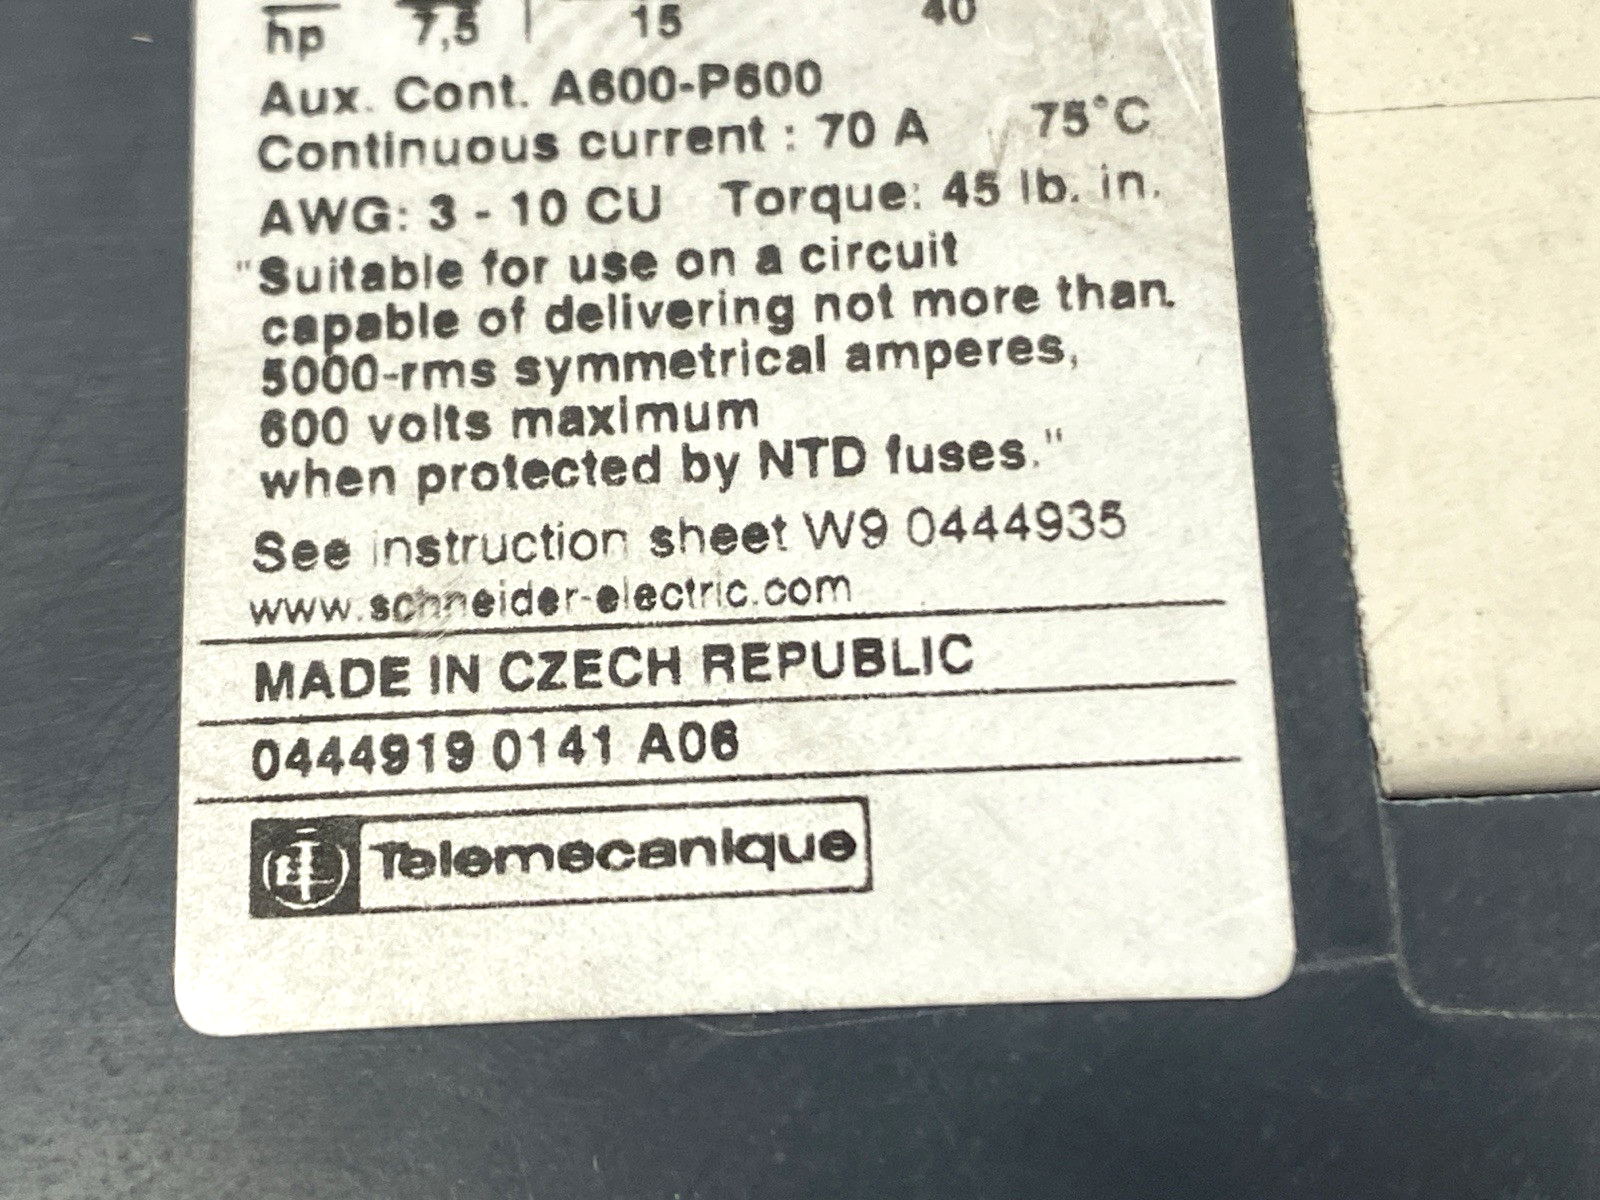 hp 7,5 15 40
Aux. Cont. A600-P600
Continuous current : 70 A 75°C
AWG: 3 - 10 CU Torque: 45 lb. in.
"Suitable for use on a circuit
capable of delivering not more than
5000-rms symmetrical amperes,
600 volts maximum
when protected by NTD fuses."
See instruction sheet W9 0444935
www.schneider-electric.com
MADE IN CZECH REPUBLIC
0444919 0141 A06
Telemecanique